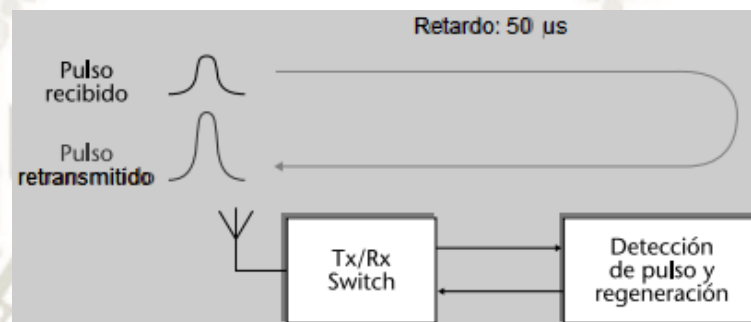 Retardo: 50 µs
Pulso
recibido
Pulso
retransmitido
Tx/Rx
Switch
Detección
de pulso y
regeneración